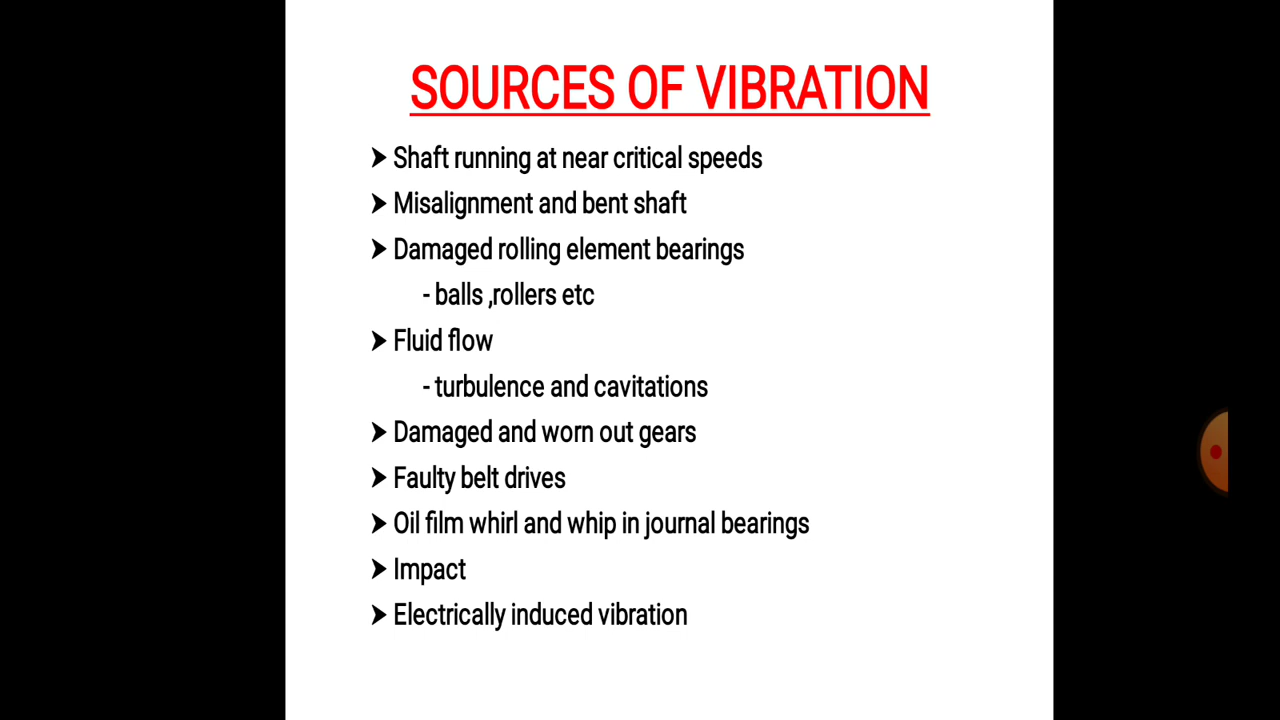 SOURCES OF VIBRATION
➤ Shaft running at near critical speeds
➤ Misalignment and bent shaft
➤ Damaged rolling element bearings
- balls ,rollers etc
➤ Fluid flow
- turbulence and cavitations
➤ Damaged and worn out gears
➤ Faulty belt drives
➤ Oil film whirl and whip in journal bearings
➤ Impact
➤ Electrically induced vibration